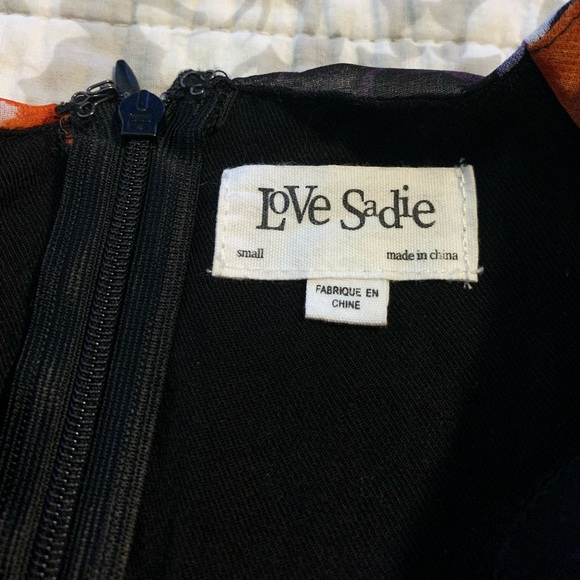 Love Sadie
small made in china
FABRIQUE EN
CHINE